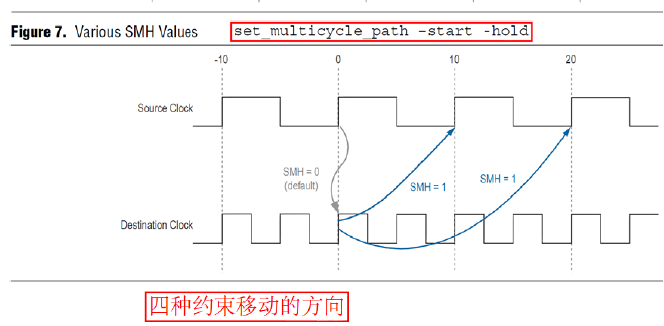 Figure 7. Various SMH Values set_multicycle_path –start -hold
-10 0 10 20
Source Clock
SMH = 0
(default)
SMH = 1
SMH = 1
Destination Clock
四种约束移动的方向